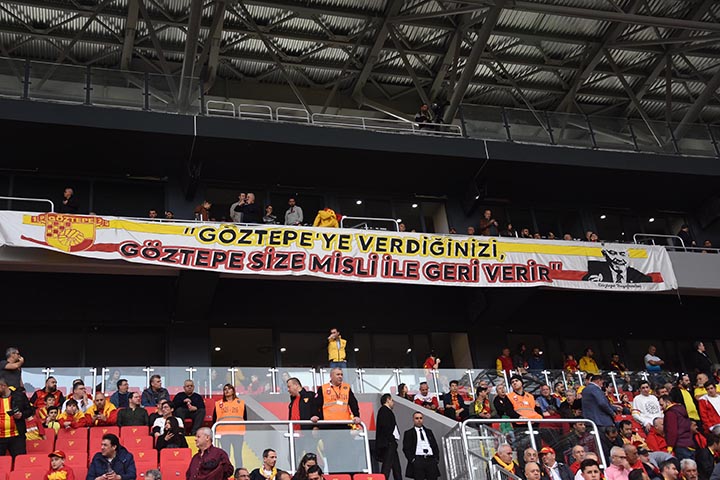 GÖZTEPE
"GÖZTEPE'YE VERDİĞİNİZİ,
GÖZTEPE SİZE MİSLİ İLE GERİ VERİR"